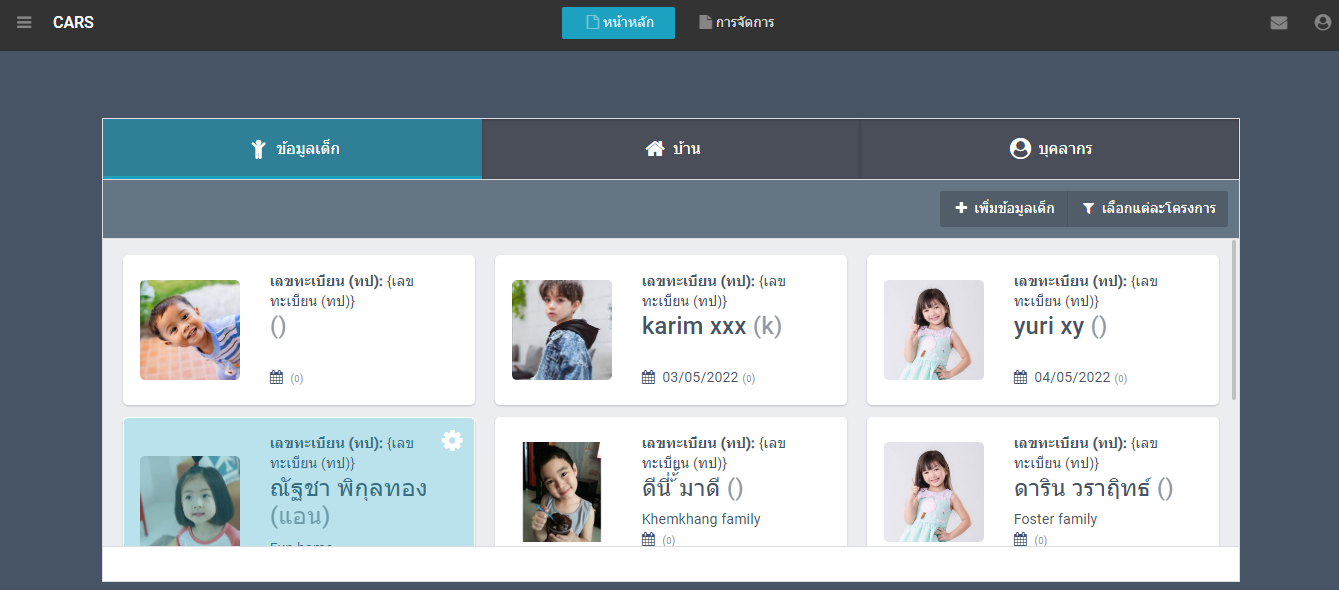 CARS
หน้าหลัก
การจัดการ
ข้อมูลเด็ก
บ้าน
บุคลากร
เพิ่มข้อมูลเด็ก
เลือกแต่ละโครงการ
เลขทะเบียน (ทป): {เลข
ทะเบียน (ทป)}
()
(0)
เลขทะเบียน (ทป): {เลข
ทะเบียน (ทป)}
karim xxx (k)
03/05/2022 (0)
เลขทะเบียน (ทป): {เลข
ทะเบียน (ทป)}
yuri xy ()
04/05/2022 (0)
เลขทะเบียน (ทป): {เลข
ทะเบียน (ทป)}
ณัฐชา พิกุลทอง
(แอน)
เลขทะเบียน (ทป): {เลข
ทะเบียน (ทป)}
ดีนี่ ั้มาดี ()
Khemkhang family
(0)
เลขทะเบียน (ทป): {เลข
ทะเบียน (ทป)}
ดาริน วราฤิทธ์ ()
Foster family
(0)